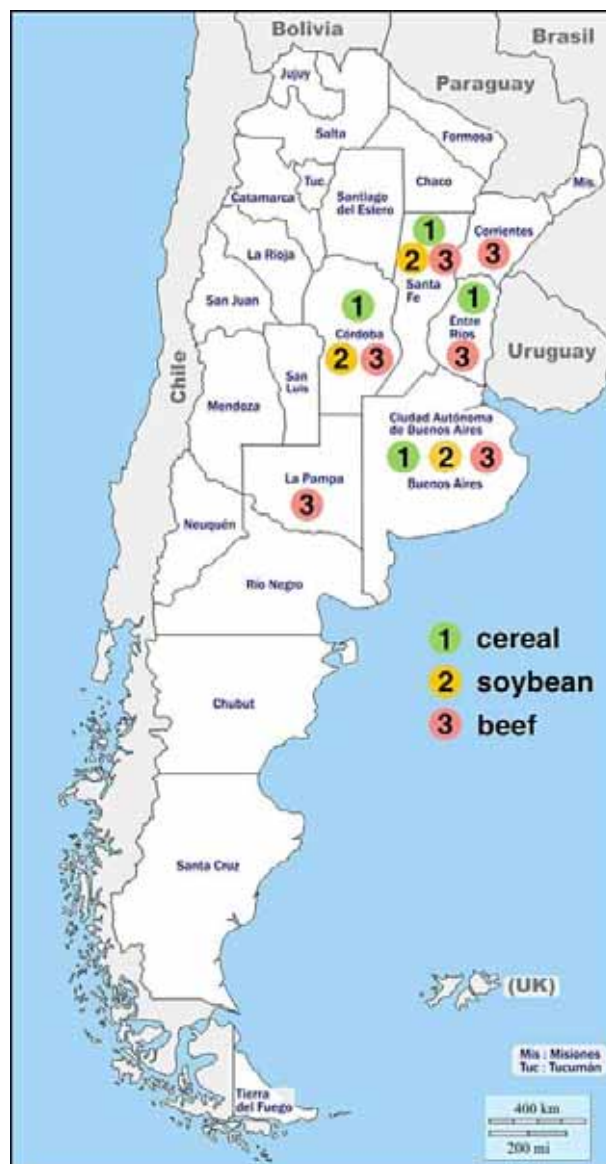 Bolivia
Brasil
Paraguay
Jujuy
Salta
Formosa
Tuc.
Chaco
Mis.
Catamarca
Santiago
del Estero
Corrientes
La Rioja
1
2 3
3
San Juan
Santa
Fe
1
1
Entre
Ríos
Córdoba
2 3
3
Uruguay
Chile
San
Luis
Mendoza
Ciudad Autónoma
de Buenos Aires
1 2 3
Buenos Aires
La Pampa
3
Neuquén
Río Negro
1 cereal
2 soybean
3 beef
Chubut
Santa Cruz
(UK)
Mis : Misiones
Tuc : Tucumán
Tierra
del Fuego
400 km
200 mi